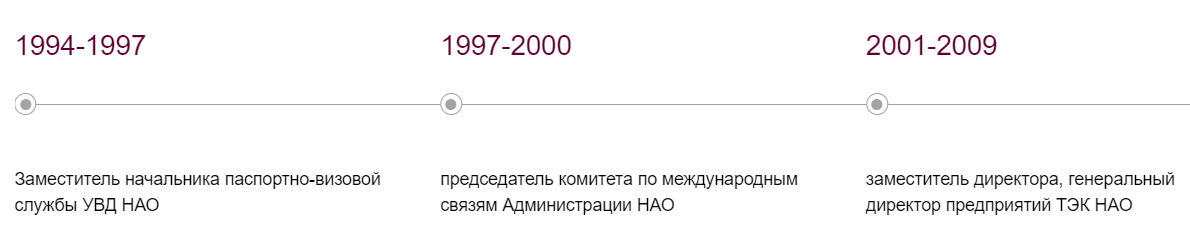 1994-1997
1997-2000
2001-2009
Заместитель начальника паспортно-визовой
службы УВД НАО
председатель комитета по международным
связям Администрации НАО
заместитель директора, генеральный
директор предприятий ТЭК НАО